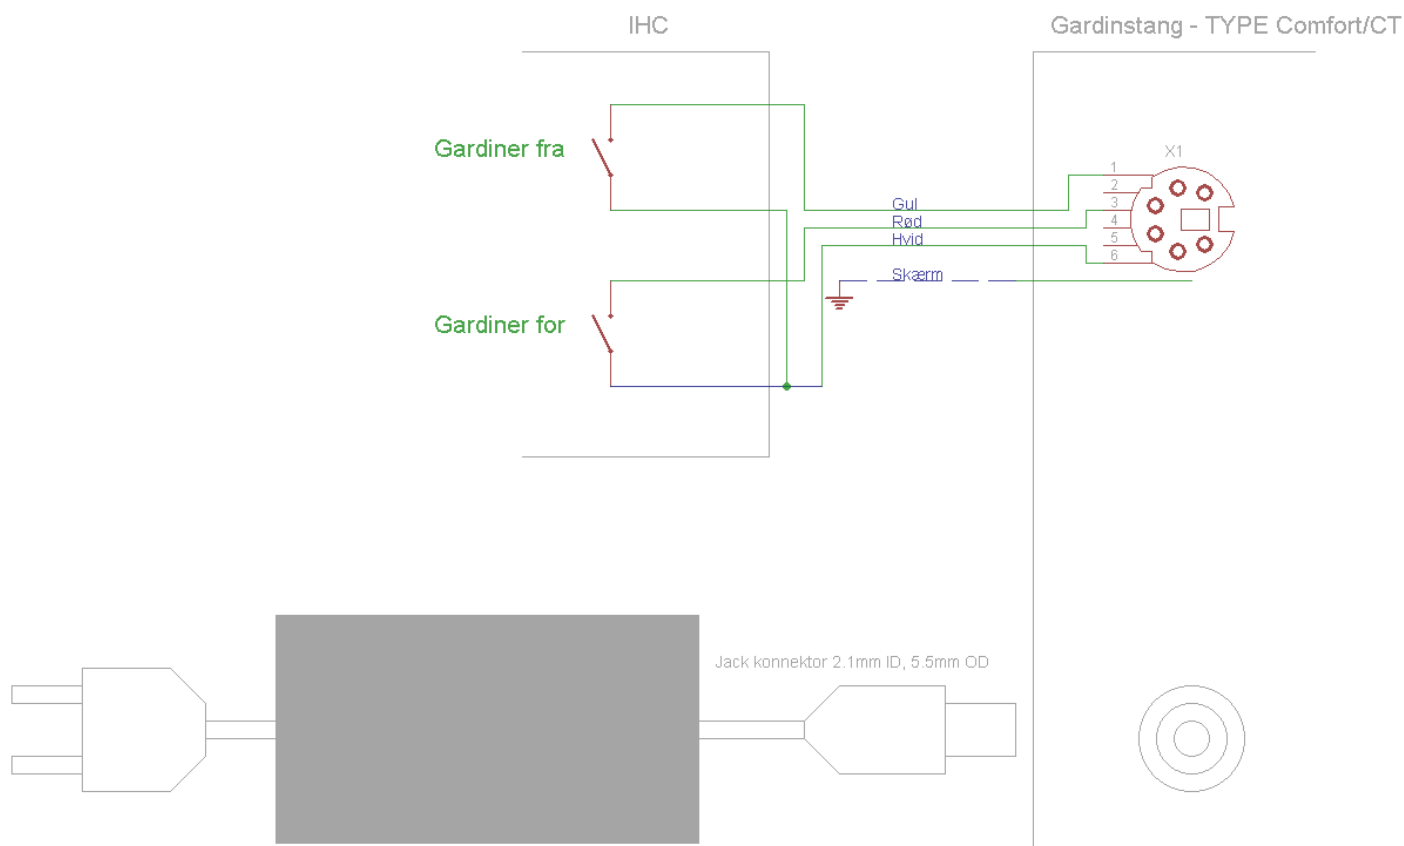 IHC
Gardinstang - TYPE Comfort/CT
Gardiner fra
X1
1
2
3
4
5
6
Gul
Rød
Hvid
Skærm
Gardiner for
Jack konnektor 2.1mm ID, 5.5mm OD